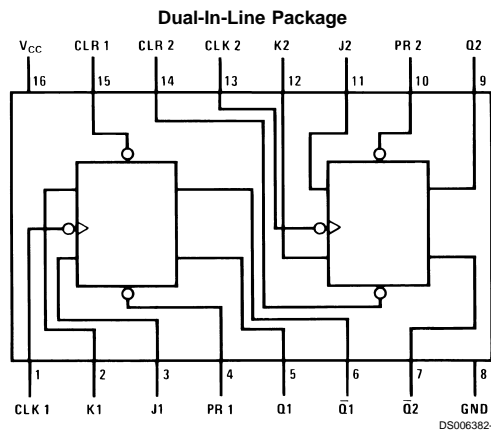 Dual-In-Line Package
VCC CLR 1 CLR 2 CLK 2 K2 J2 PR 2 Q2
16 15 14 13 12 11 10 9
1 2 3 4 5 6 7 8
CLK 1 K1 J1 PR 1 Q1 Q̅1 Q̅2 GND
DS006382-